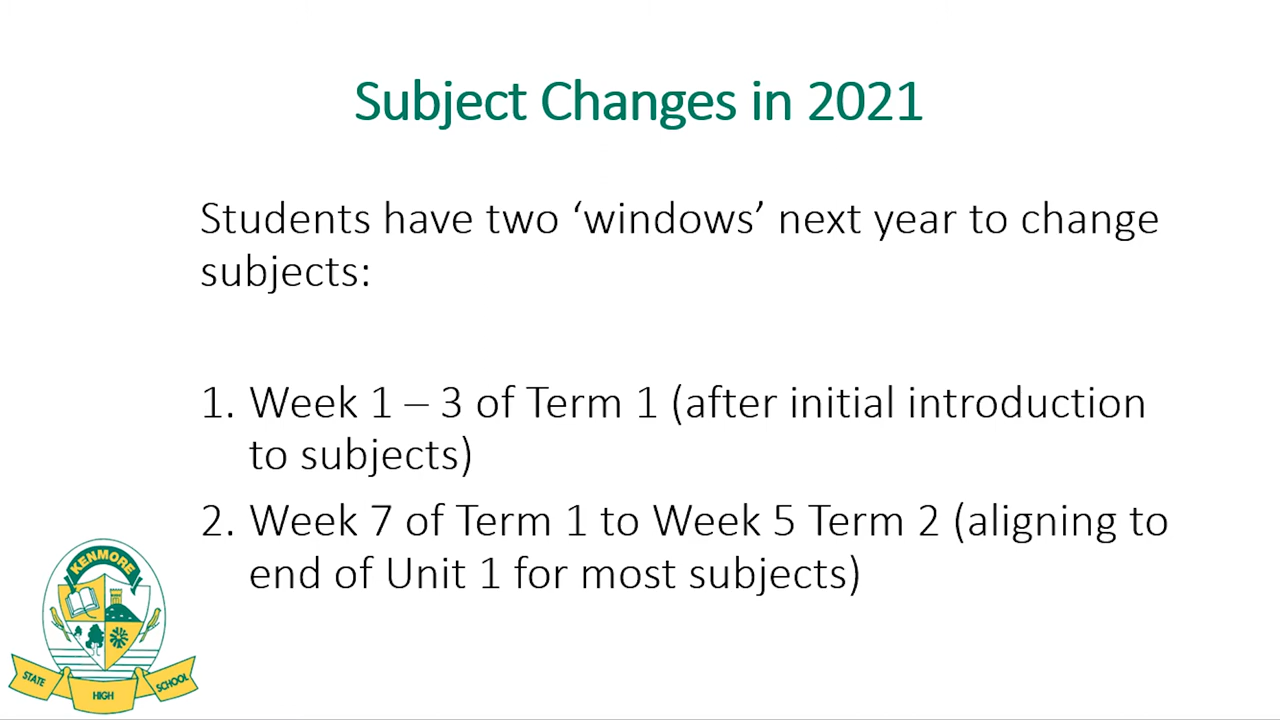 Subject Changes in 2021
Students have two ‘windows’ next year to change
subjects:
1. Week 1 – 3 of Term 1 (after initial introduction
to subjects)
2. Week 7 of Term 1 to Week 5 Term 2 (aligning to
end of Unit 1 for most subjects)
KENMORE
STATE HIGH SCHOOL